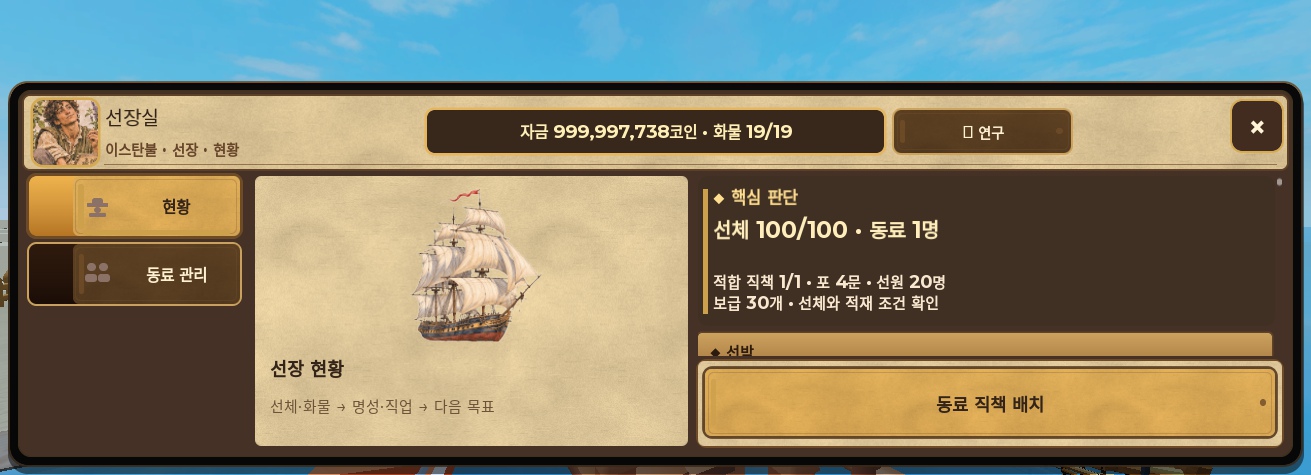 선장실
이스탄불 • 선장 • 현황
자금 999,997,738코인 • 화물 19/19
연구
×
현황
동료 관리
선장 현황
선체·화물 → 명성·직업 → 다음 목표
◆ 핵심 판단
선체 100/100 • 동료 1명
적합 직책 1/1 • 포 4문 • 선원 20명
보급 30개 • 선체와 적재 조건 확인
◆ 선박
동료 직책 배치